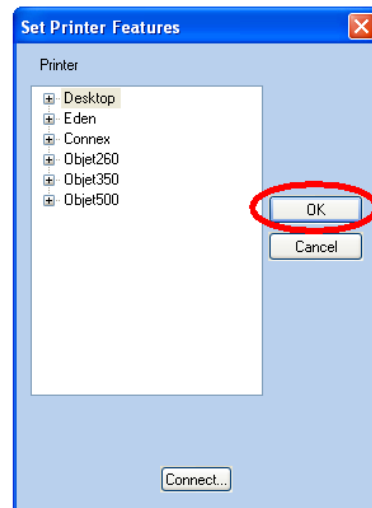 Set Printer Features
Printer
Desktop
Eden
Connex
Objet260
Objet350
Objet500
OK
Cancel
Connect...